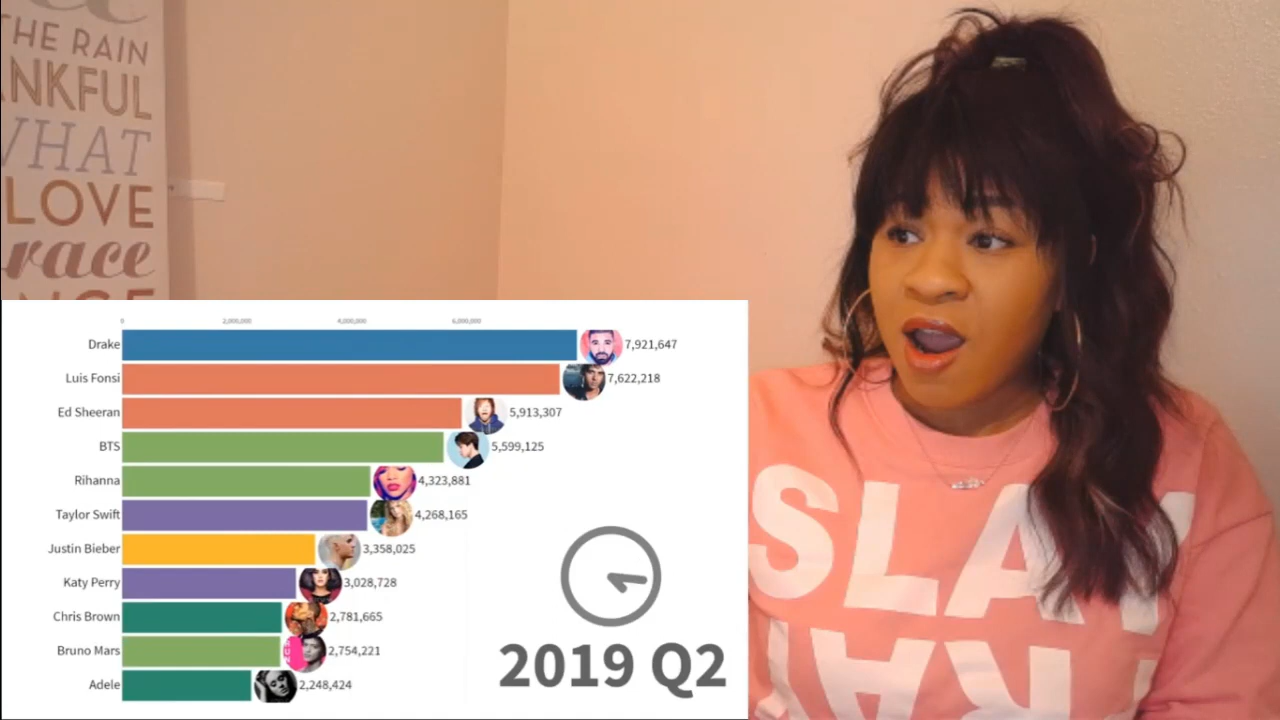 THE RAIN
ANKFUL
WHAT
LOVE
race
0 2,000,000 4,000,000 6,000,000
Drake 7,921,647
Luis Fonsi 7,622,218
Ed Sheeran 5,913,307
BTS 5,599,125
Rihanna 4,323,881
Taylor Swift 4,268,165
Justin Bieber 3,358,025
Katy Perry 3,028,728
Chris Brown 2,781,665
Bruno Mars 2,754,221
Adele 2,248,424
2019 Q2
SLAY